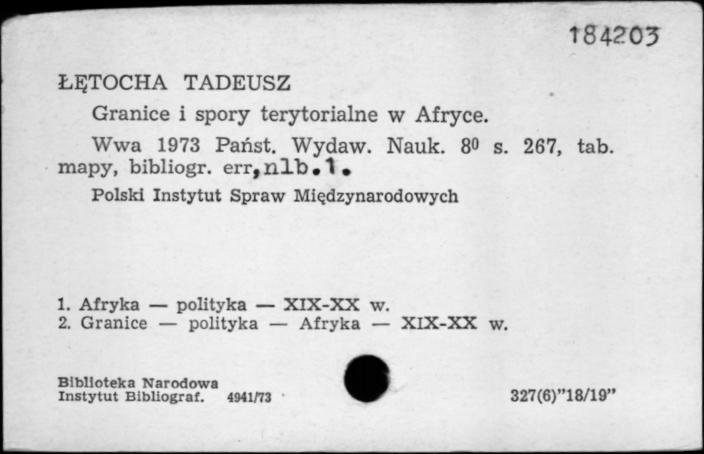 184203
ŁĘTOCHA TADEUSZ
Granice i spory terytorialne w Afryce.
Wwa 1973 Państ. Wydaw. Nauk. 8⁰ s. 267, tab.
mapy, bibliogr. err,nlb.1.
Polski Instytut Spraw Międzynarodowych
1. Afryka — polityka — XIX-XX w.
2. Granice — polityka — Afryka — XIX-XX w.
Biblioteka Narodowa
Instytut Bibliograf. 4941/73
327(6)”18/19”